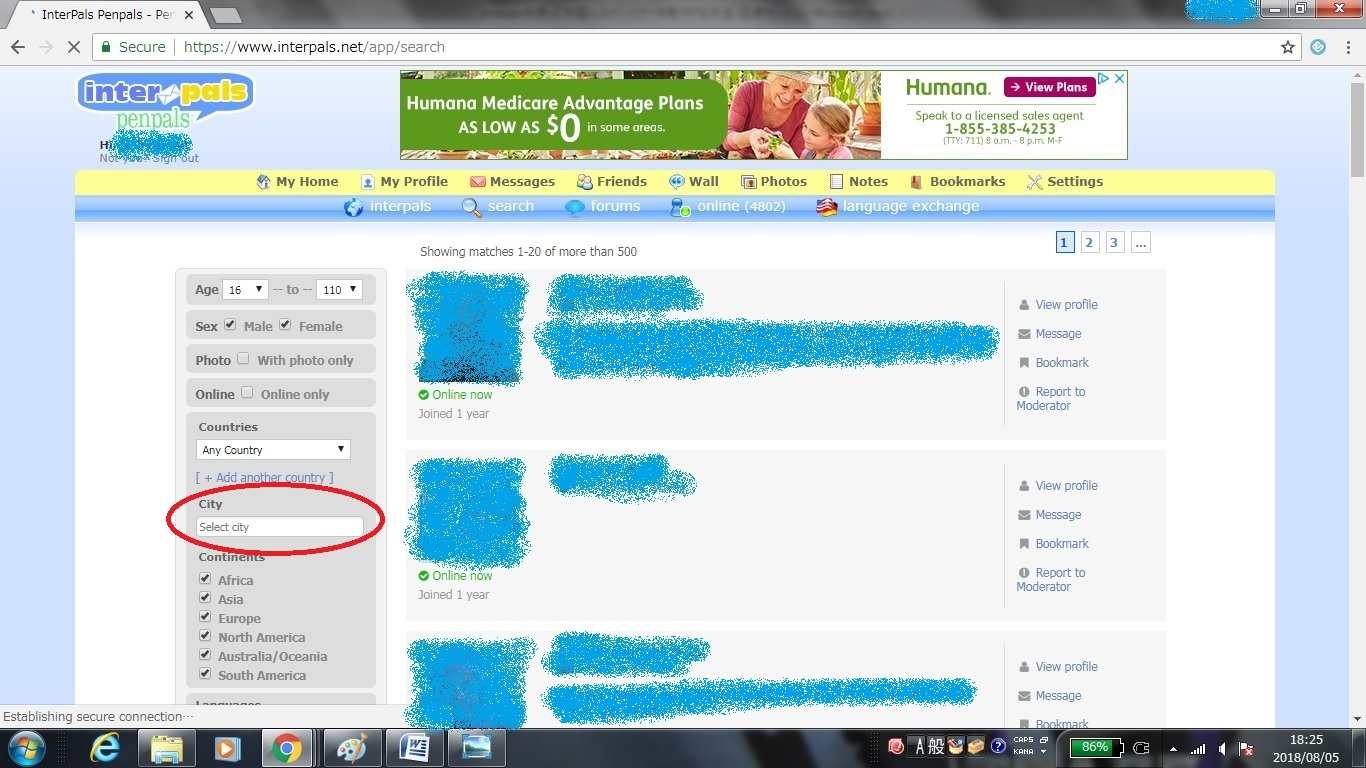 InterPals Penpals - Pen
Secure
https://www.interpals.net/app/search
inter pals
penpals
Hi
Not you? Sign out
Humana Medicare Advantage Plans
AS LOW AS $0 in some areas.
Humana.
View Plans
Speak to a licensed sales agent
1-855-385-4253
(TTY: 711) 8 a.m. - 8 p.m. M-F
My Home My Profile Messages Friends Wall Photos Notes Bookmarks Settings
interpals search forums online (4802) language exchange
Showing matches 1-20 of more than 500
1 2 3 ...
Age 16 -- to -- 110
Sex Male Female
Photo With photo only
Online Online only
Countries
Any Country
[ + Add another country ]
City
Select city
Continents
Africa
Asia
Europe
North America
Australia/Oceania
South America
Languages
Online now
Joined 1 year
View profile
Message
Bookmark
Report to
Moderator
Online now
Joined 1 year
View profile
Message
Bookmark
Report to
Moderator
View profile
Message
Bookmark
Establishing secure connection…
A 般
CAPS
KANA
86%
18:25
2018/08/05